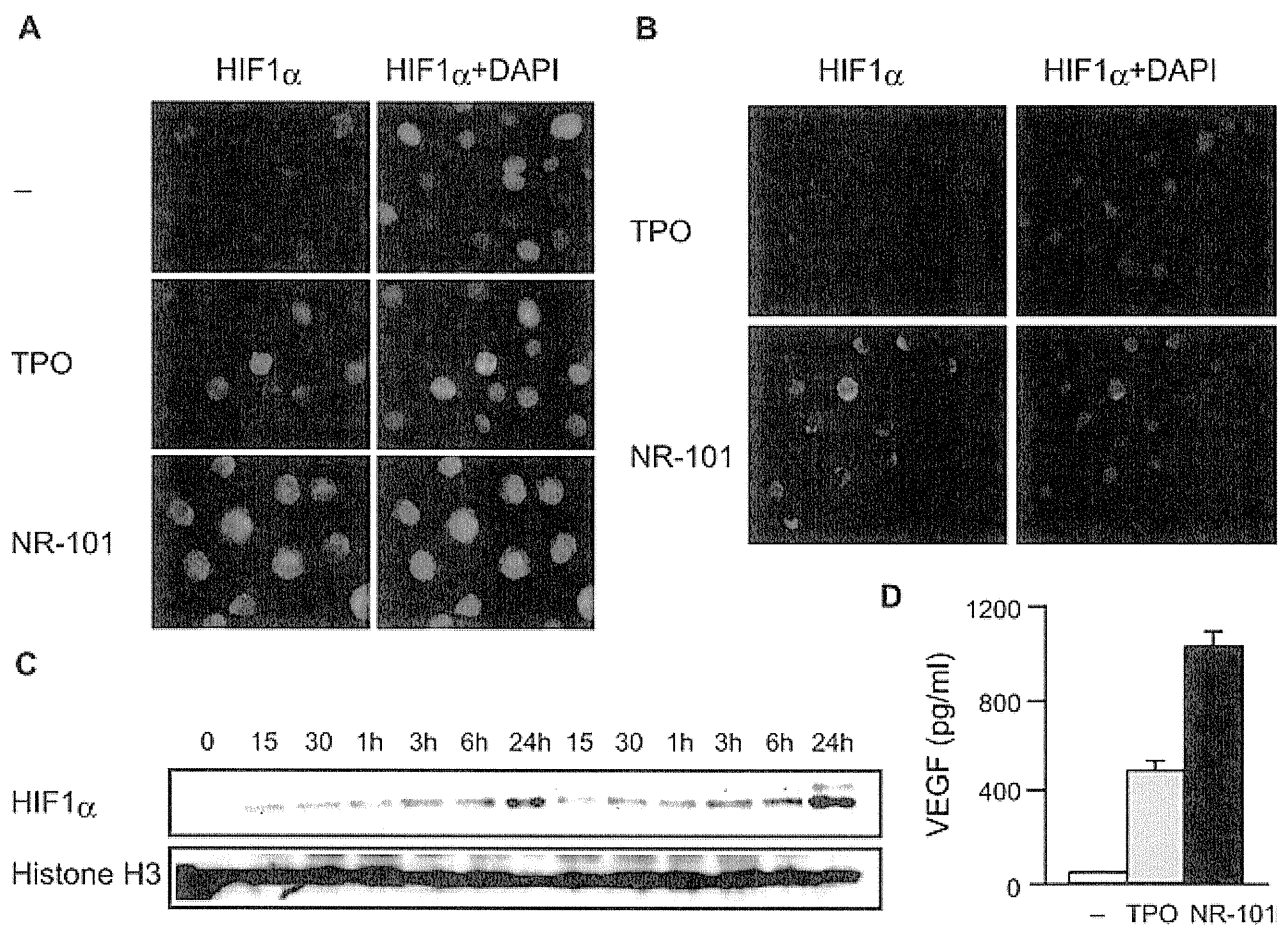 A
HIF1α HIF1α+DAPI
–
TPO
NR-101
B
HIF1α HIF1α+DAPI
TPO
NR-101
C
0 15 30 1h 3h 6h 24h 15 30 1h 3h 6h 24h
HIF1α
Histone H3
D
VEGF (pg/ml)
1200
800
400
0
– TPO NR-101